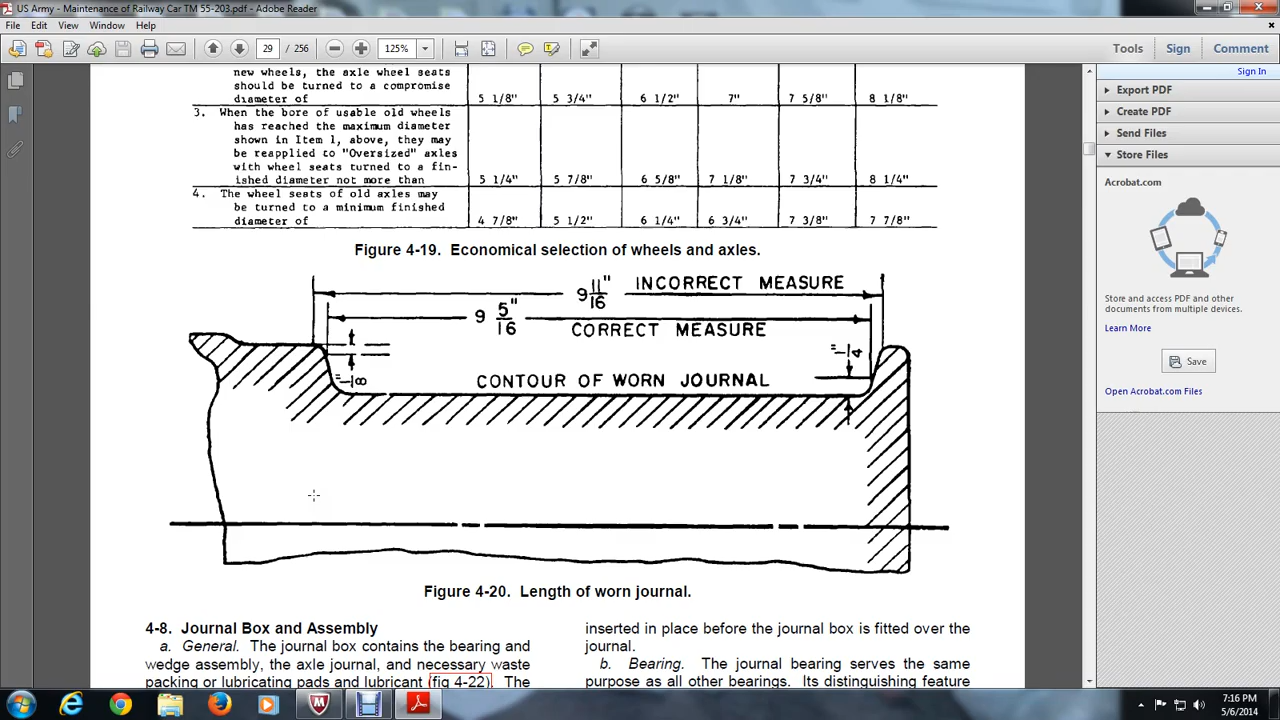 US Army - Maintenance of Railway Car TM 55-203.pdf - Adobe Reader
File Edit View Window Help
29 / 256 125% Tools Sign Comment
Sign In
Export PDF
Create PDF
Send Files
Store Files
Acrobat.com
Store and access PDF and other
documents from multiple devices.
Learn More
Save
Open Acrobat.com Files
new wheels, the axle wheel seats
should be turned to a compromise
diameter of 5 1/8" 5 3/4" 6 1/2" 7" 7 5/8" 8 1/8"
3. When the bore of usable old wheels
has reached the maximum diameter
shown in Item 1, above, they may
be reapplied to "Oversized" axles
with wheel seats turned to a fin-
ished diameter not more than 5 1/4" 5 7/8" 6 5/8" 7 1/8" 7 3/4" 8 1/4"
4. The wheel seats of old axles may
be turned to a minimum finished
diameter of 4 7/8" 5 1/2" 6 1/4" 6 3/4" 7 3/8" 7 7/8"
Figure 4-19. Economical selection of wheels and axles.
9 11/16" INCORRECT MEASURE
9 5/16" CORRECT MEASURE
1/8" 1/4"
CONTOUR OF WORN JOURNAL
Figure 4-20. Length of worn journal.
4-8. Journal Box and Assembly
a. General. The journal box contains the bearing and
wedge assembly, the axle journal, and necessary waste
packing or lubricating pads and lubricant (fig 4-22). The
inserted in place before the journal box is fitted over the
journal.
b. Bearing. The journal bearing serves the same
purpose as all other bearings. Its distinguishing feature
7:16 PM
5/6/2014